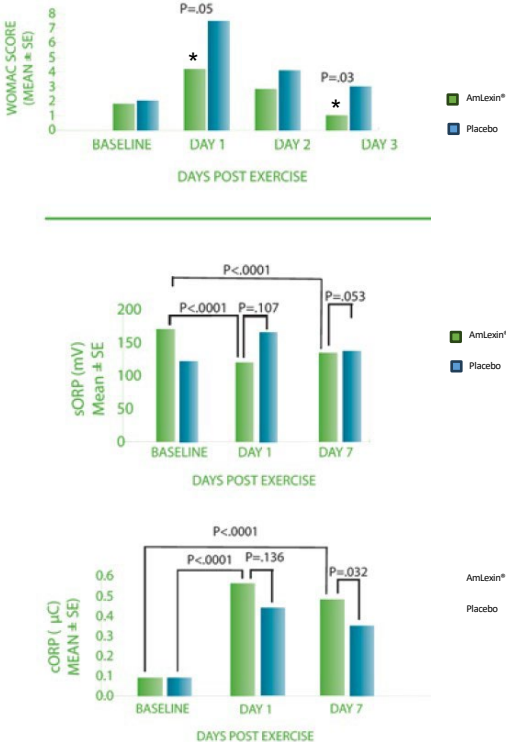 P=.05
8
7
6
5
4
3
2
1
0
WOMAC SCORE
(MEAN ± SE)
*
P=.03
*
BASELINE DAY 1 DAY 2 DAY 3
DAYS POST EXERCISE
AmLexin®
Placebo
P<.0001
P<.0001 P=.107 P=.053
200
150
100
50
0
sORP (mV)
Mean ± SE
BASELINE DAY 1 DAY 7
DAYS POST EXERCISE
AmLexin®
Placebo
P<.0001
P<.0001 P=.136 P=.032
0.6
0.5
0.4
0.3
0.2
0.1
0.0
cORP ( µC)
MEAN ± SE)
BASELINE DAY 1 DAY 7
DAYS POST EXERCISE
AmLexin®
Placebo